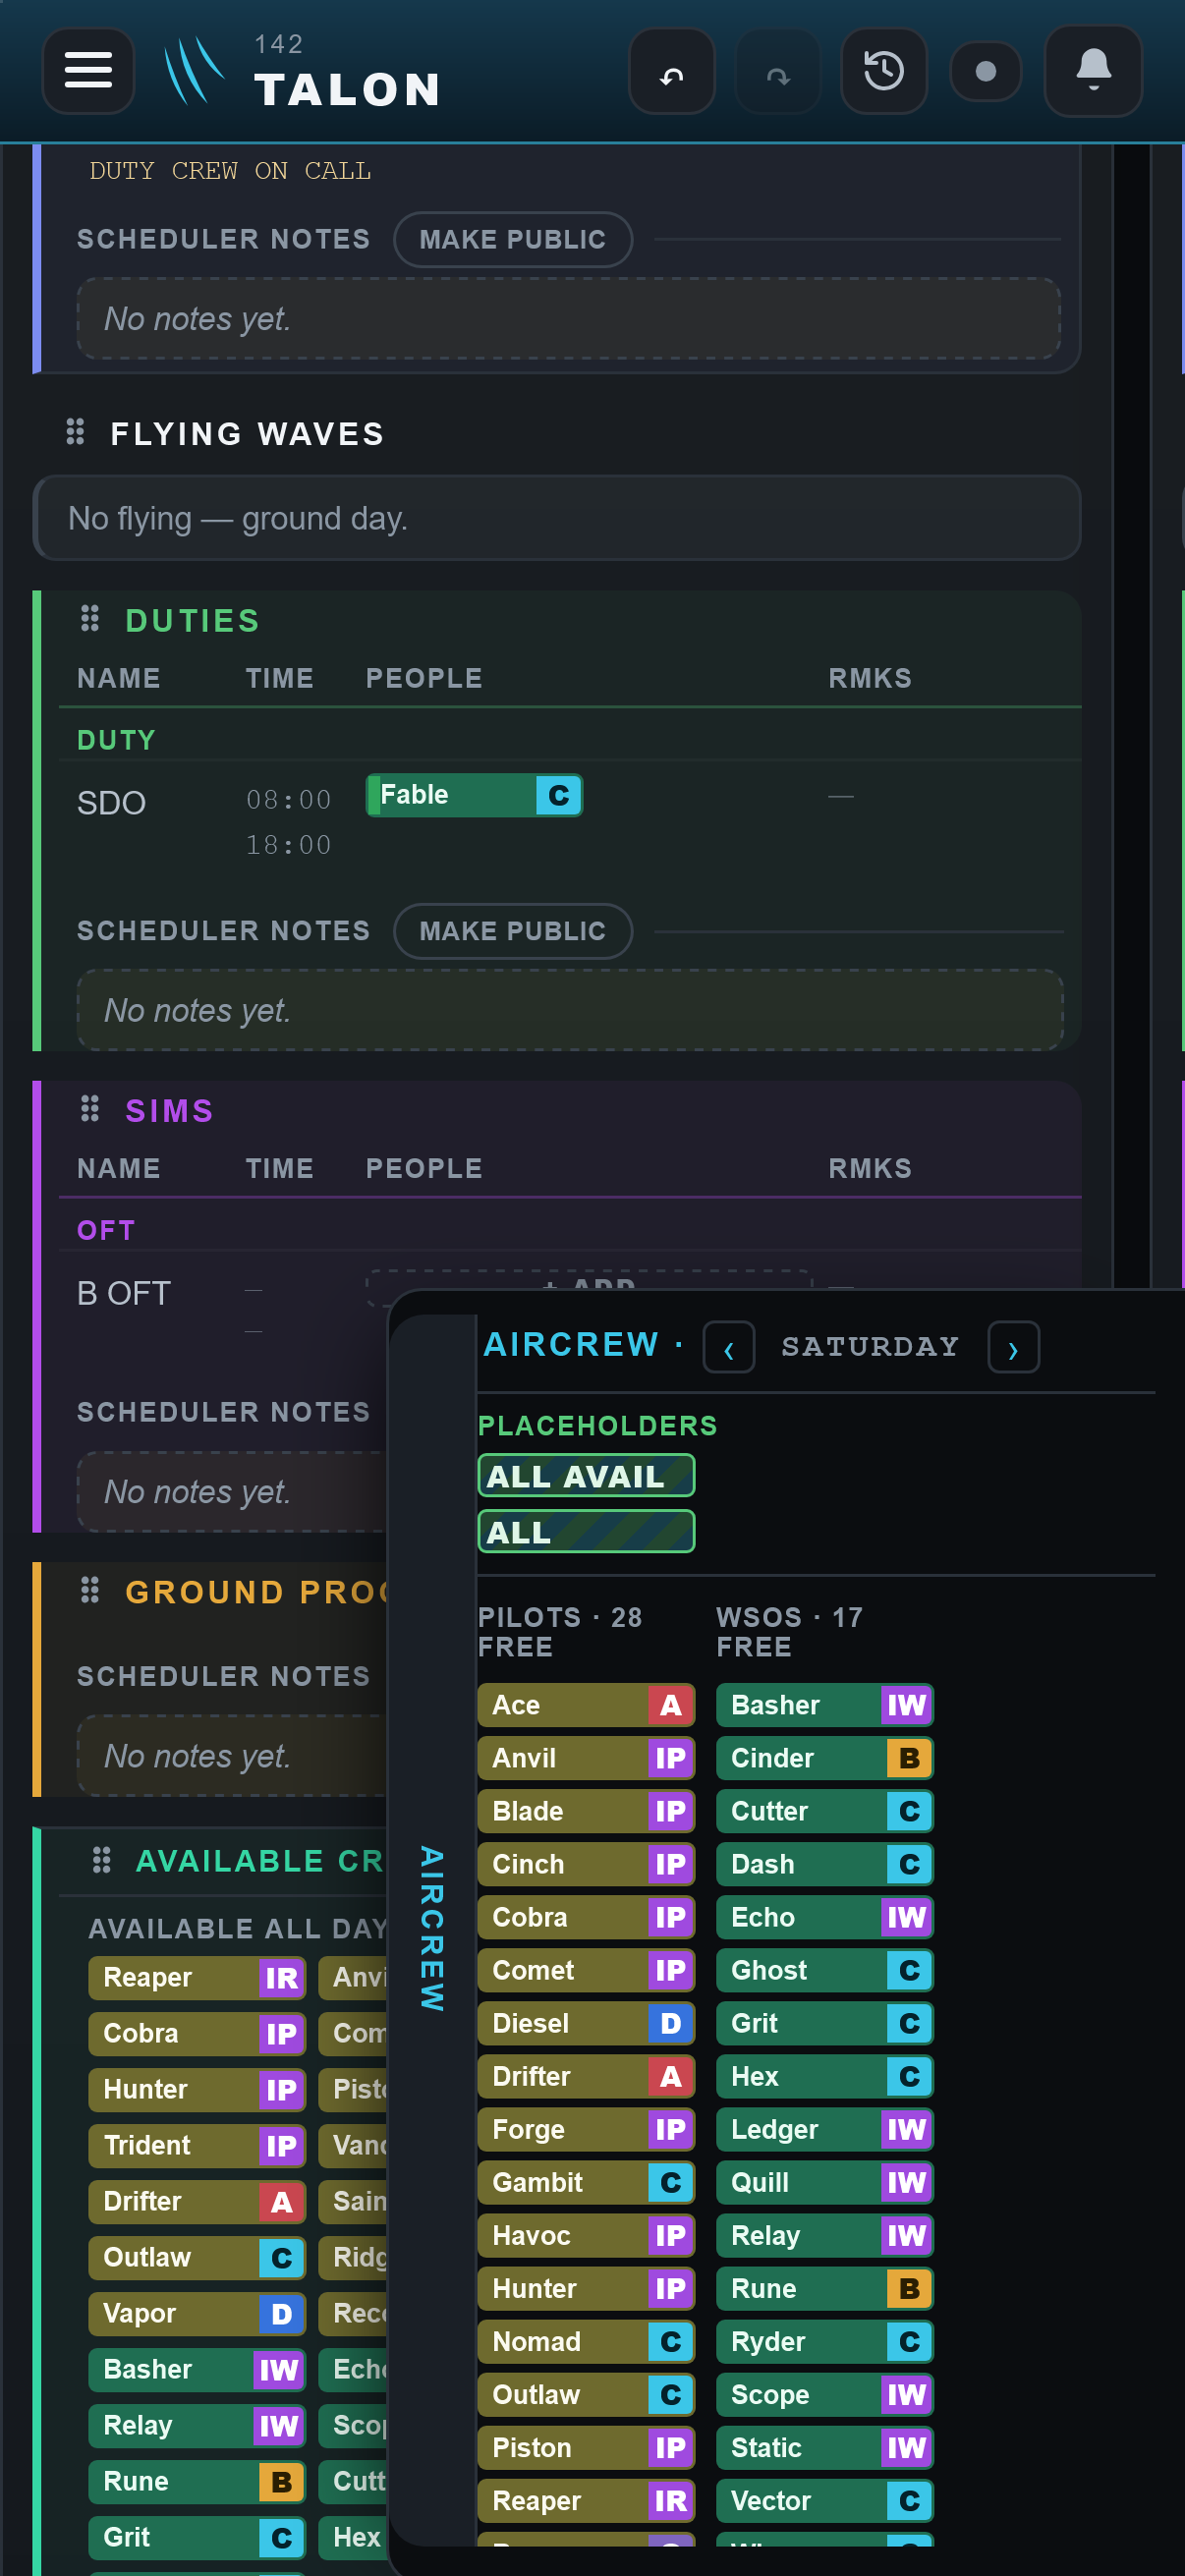 142
TALON
DUTY CREW ON CALL
SCHEDULER NOTES MAKE PUBLIC
No notes yet.
FLYING WAVES
No flying — ground day.
DUTIES
NAME TIME PEOPLE RMKS
DUTY
SDO 08:00 Fable C —
18:00
SCHEDULER NOTES MAKE PUBLIC
No notes yet.
SIMS
NAME TIME PEOPLE RMKS
OFT
B OFT — —
—
SCHEDULER NOTES
No notes yet.
GROUND
SCHEDULER NOTES
No notes yet.
AVAILABLE
AVAILABLE ALL DAY
Reaper IR
Cobra IP
Hunter IP
Trident IP
Drifter A
Outlaw C
Vapor D
Basher IW
Relay IW
Rune B
Grit C Hex
AIRCREW
AIRCREW · ‹ SATURDAY ›
PLACEHOLDERS
ALL AVAIL
ALL
PILOTS · 28 FREE
WSOS · 17 FREE
Ace A Basher IW
Anvil IP Cinder B
Blade IP Cutter C
Cinch IP Dash C
Cobra IP Echo IW
Comet IP Ghost C
Diesel D Grit C
Drifter A Hex C
Forge IP Ledger IW
Gambit C Quill IW
Havoc IP Relay IW
Hunter IP Rune B
Nomad C Ryder C
Outlaw C Scope IW
Piston IP Static IW
Reaper IR Vector C